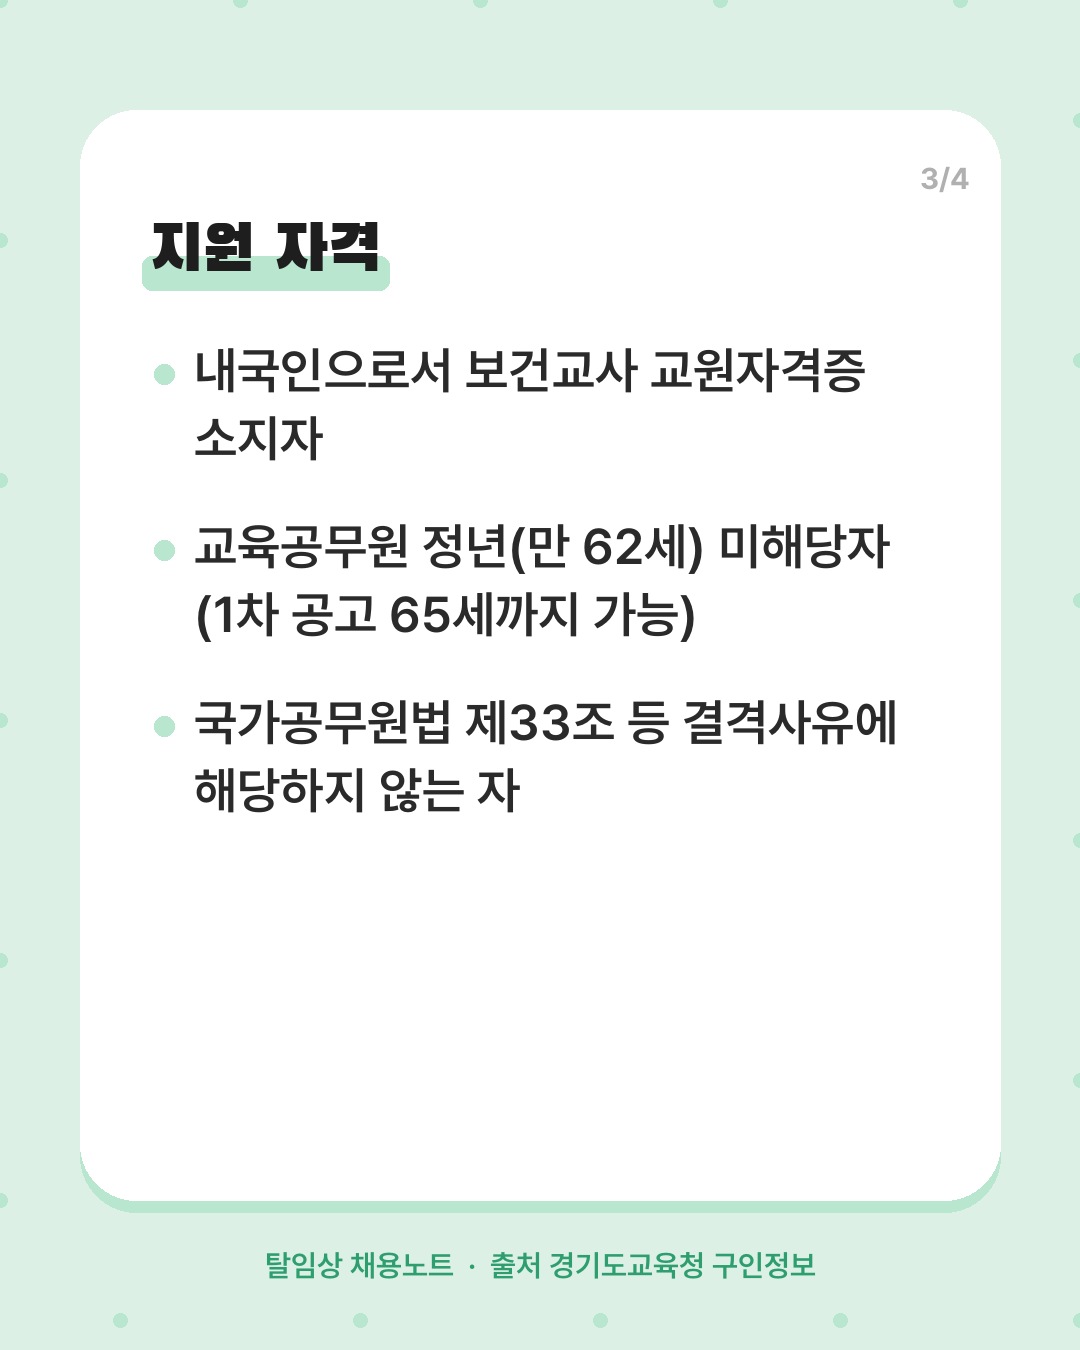 3/4
지원 자격
내국인으로서 보건교사 교원자격증
소지자
교육공무원 정년(만 62세) 미해당자
(1차 공고 65세까지 가능)
국가공무원법 제33조 등 결격사유에
해당하지 않는 자
탈임상 채용노트 · 출처 경기도교육청 구인정보